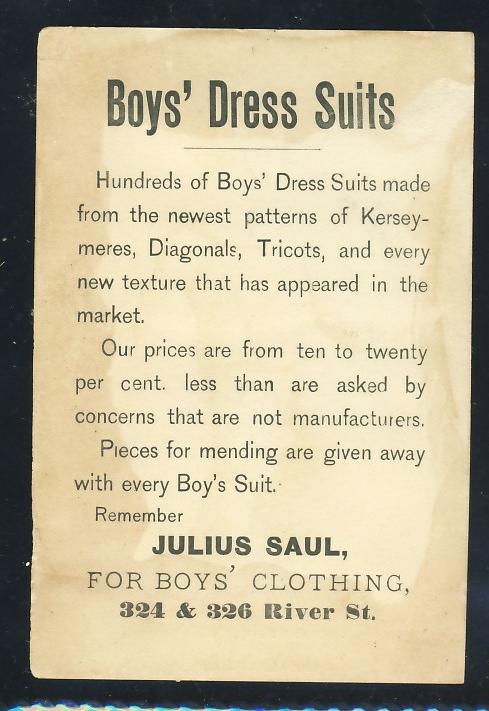 Boys' Dress Suits
Hundreds of Boys' Dress Suits made
from the newest patterns of Kersey-
meres, Diagonals, Tricots, and every
new texture that has appeared in the
market.
Our prices are from ten to twenty
per cent. less than are asked by
concerns that are not manufacturers.
Pieces for mending are given away
with every Boy's Suit.
Remember
JULIUS SAUL,
FOR BOYS' CLOTHING,
324 & 326 River St.